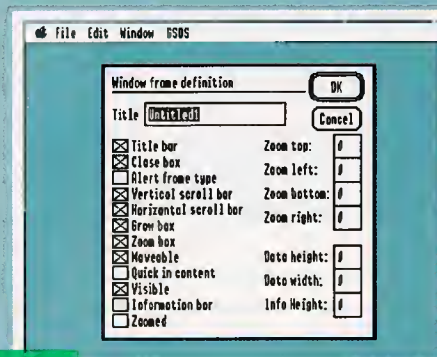 File Edit Window GSOS
Window frame definition
OK
Title Untitled1
Cancel
Title bar
Close box
Alert frame type
Vertical scroll bar
Horizontal scroll bar
Grow box
Zoom box
Moveable
Quick in content
Visible
Information bar
Zoomed
Zoom top: 0
Zoom left: 0
Zoom bottom: 0
Zoom right: 0
Data height: 0
Data width: 0
Info Height: 0